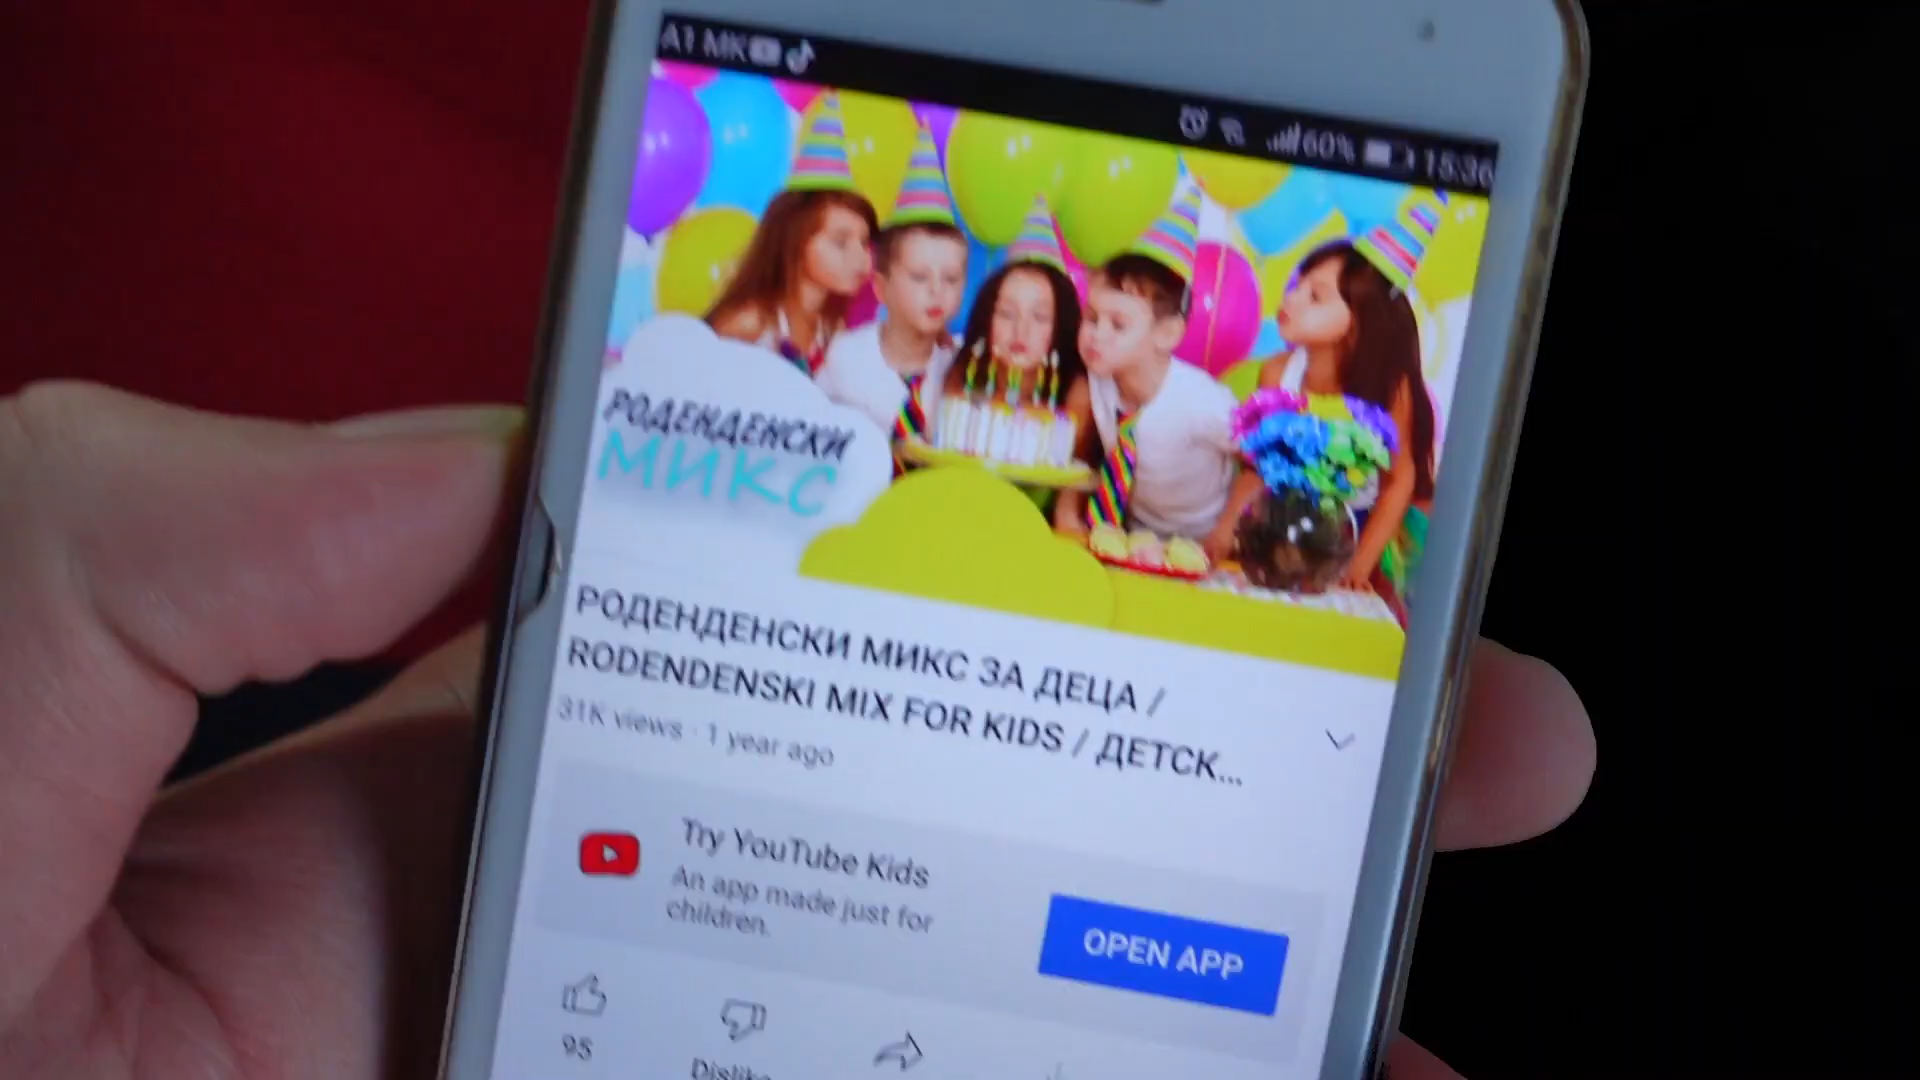 A1 MK
60% 15:36
РОДЕНДЕНСКИ
МИКС
РОДЕНДЕНСКИ МИКС ЗА ДЕЦА /
RODENDENSKI MIX FOR KIDS / ДЕТСК...
31K views · 1 year ago
Try YouTube Kids
An app made just for
children.
OPEN APP
95
Dislike